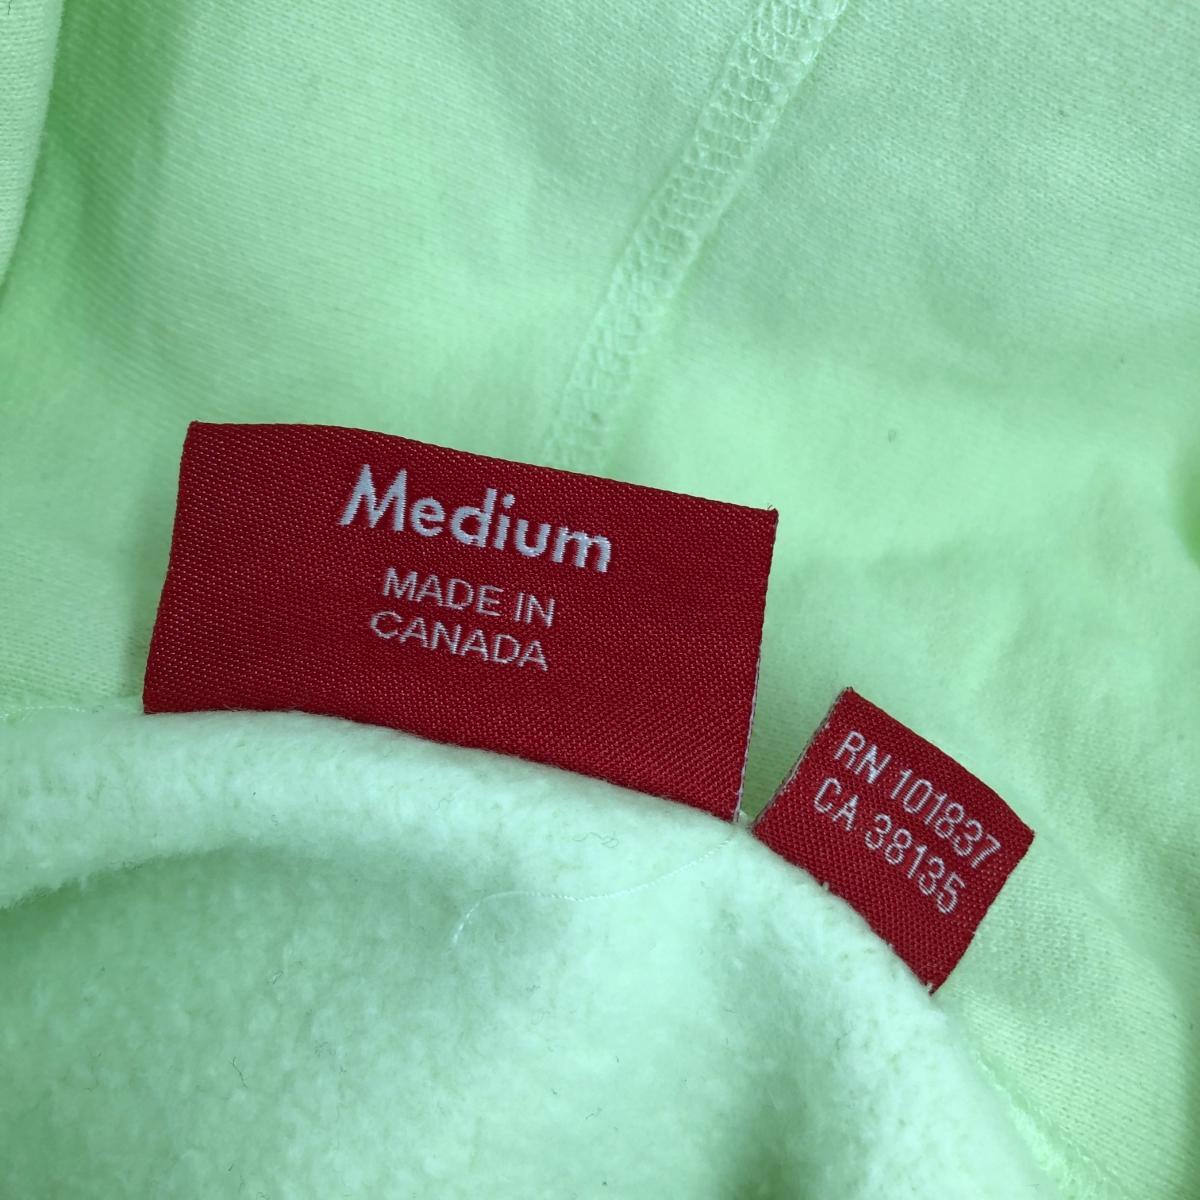 Medium
MADE IN
CANADA
RN 101837
CA 38135